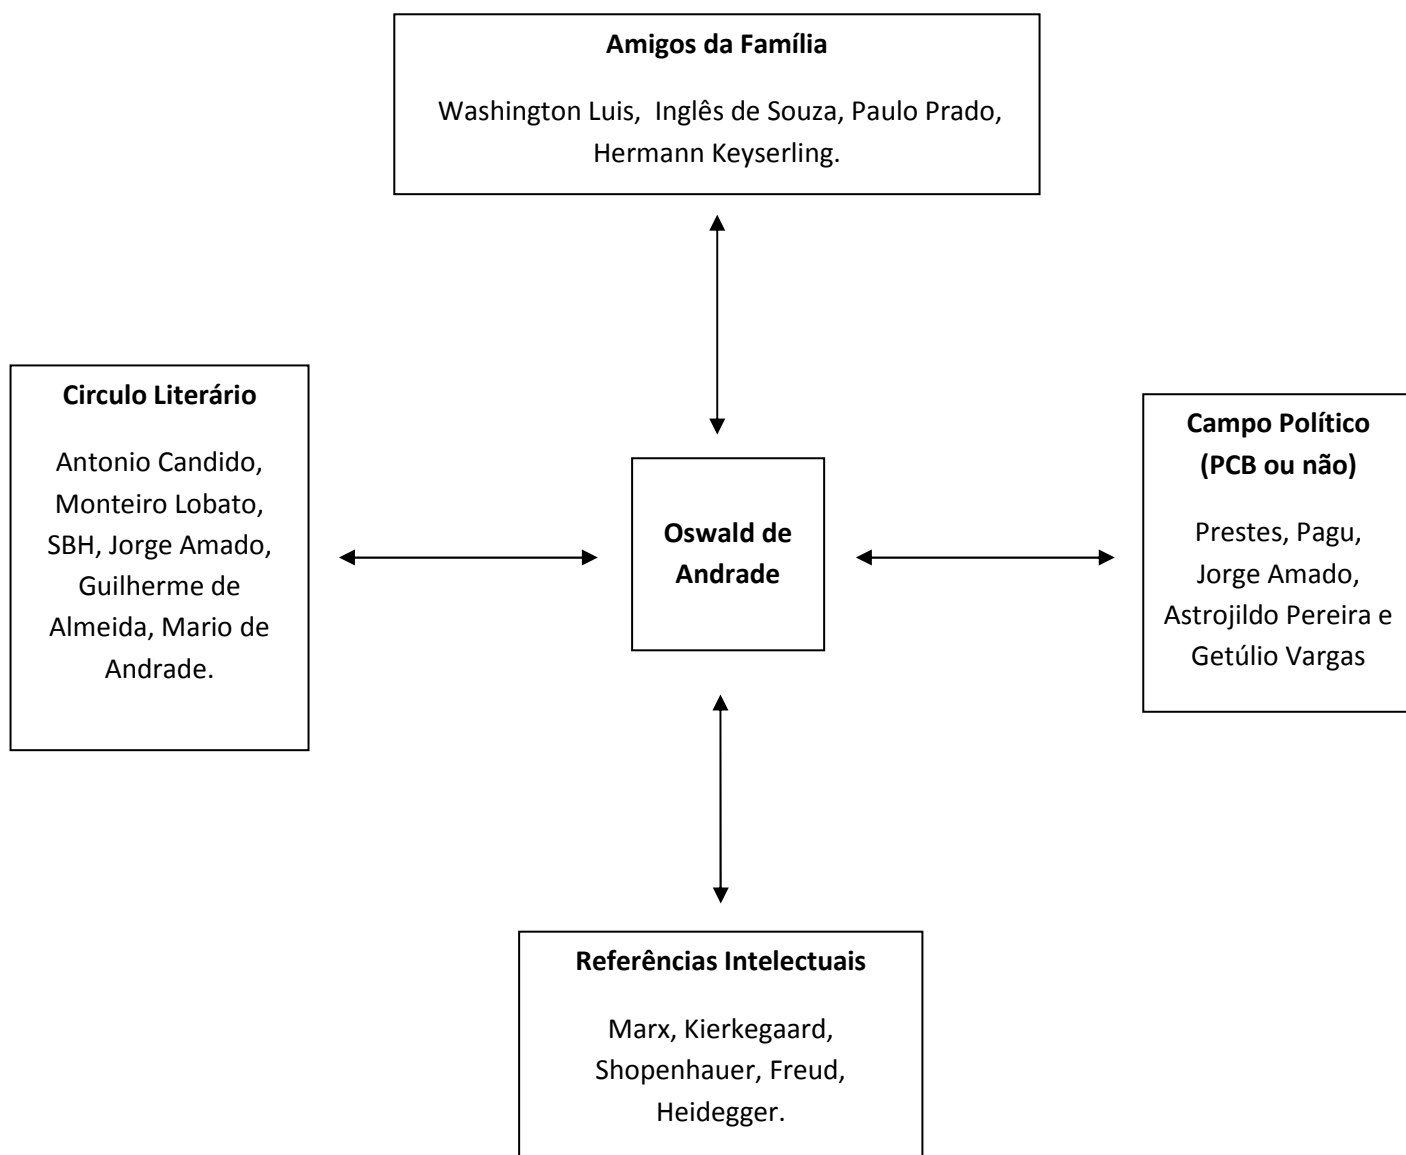 Amigos da Família
Washington Luis, Inglês de Souza, Paulo Prado,
Hermann Keyserling.
Circulo Literário
Antonio Candido,
Monteiro Lobato,
SBH, Jorge Amado,
Guilherme de
Almeida, Mario de
Andrade.
Oswald de
Andrade
Campo Político
(PCB ou não)
Prestes, Pagu,
Jorge Amado,
Astrojildo Pereira e
Getúlio Vargas
Referências Intelectuais
Marx, Kierkegaard,
Shopenhauer, Freud,
Heidegger.